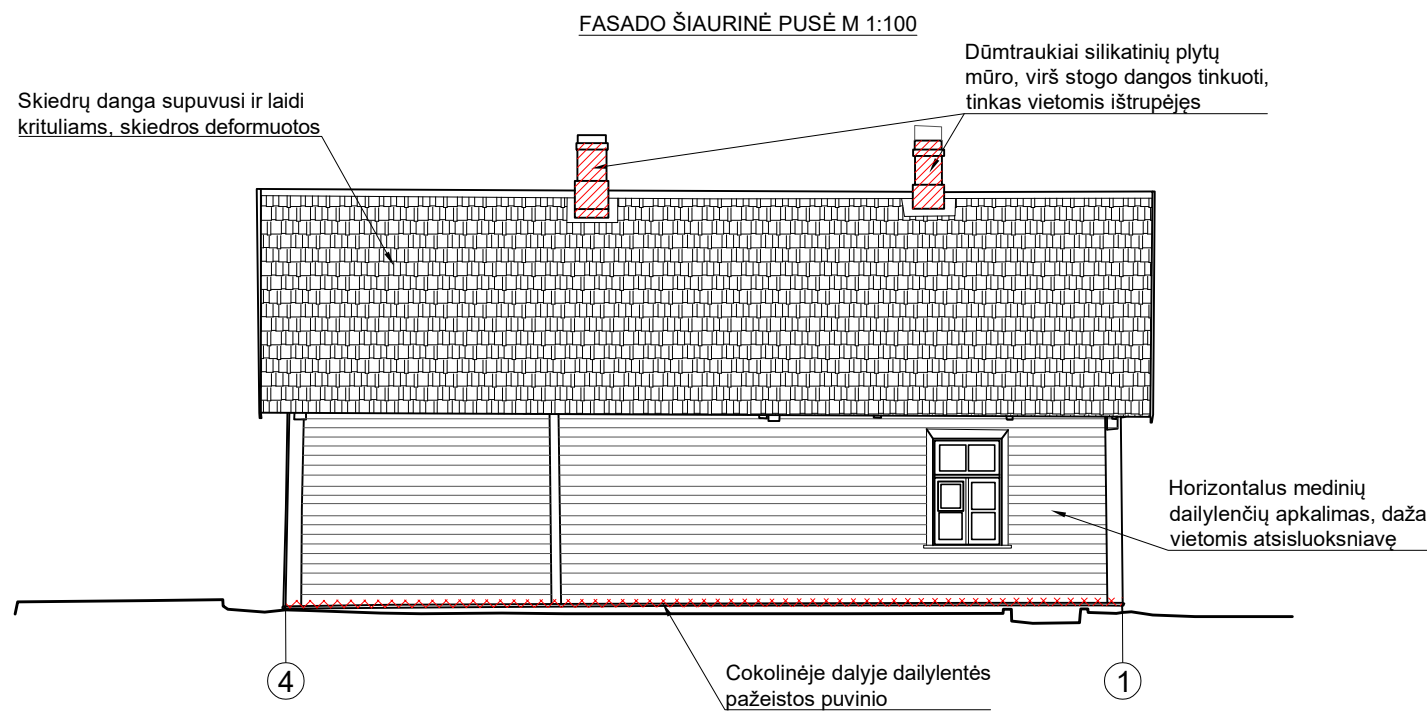 FASADO ŠIAURINĖ PUSĖ M 1:100
Skiedrų danga supuvusi ir laidi
krituliams, skiedros deformuotos
Dūmtraukiai silikatinių plytų
mūro, virš stogo dangos tinkuoti,
tinkas vietomis ištrupėjęs
Horizontalus medinių
dailylenčių apkalimas, daža
vietomis atsisluoksniavę
Cokolinėje dalyje dailylentės
pažeistos puvinio
4
1